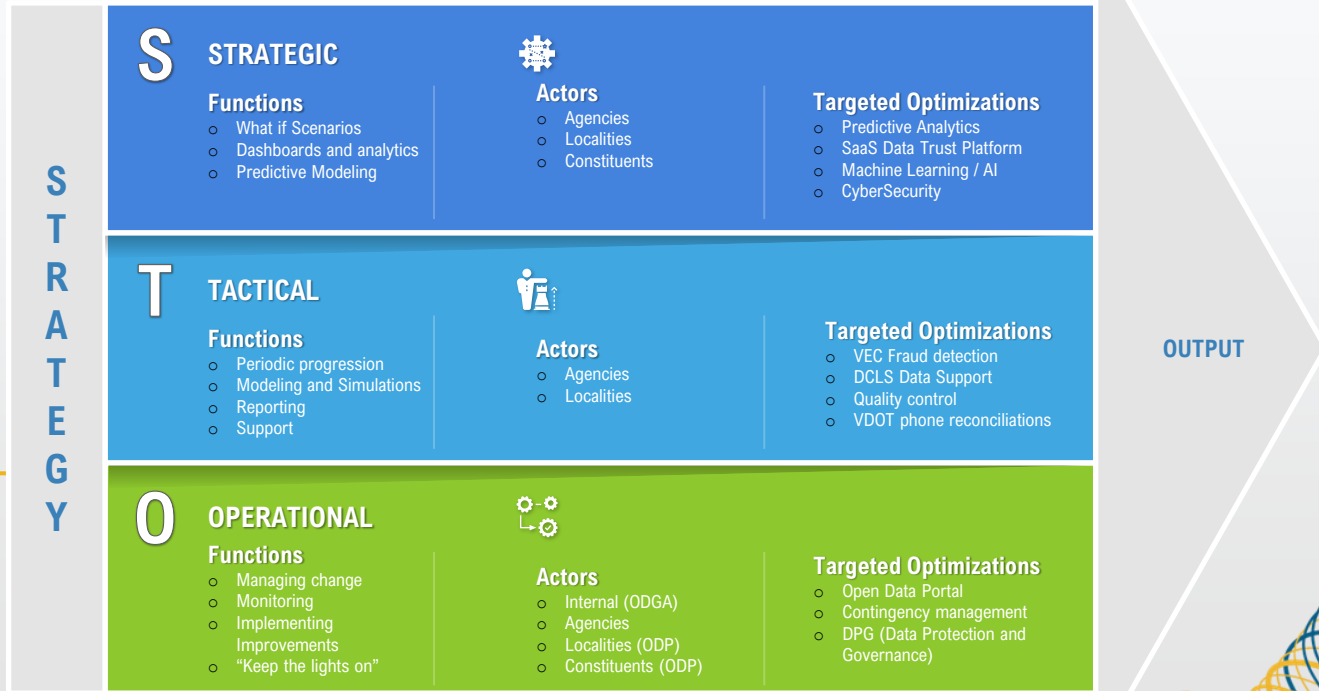 STRATEGY
S
STRATEGIC
Functions
o What if Scenarios
o Dashboards and analytics
o Predictive Modeling
Actors
o Agencies
o Localities
o Constituents
Targeted Optimizations
o Predictive Analytics
o SaaS Data Trust Platform
o Machine Learning / AI
o CyberSecurity
T
TACTICAL
Functions
o Periodic progression
o Modeling and Simulations
o Reporting
o Support
Actors
o Agencies
o Localities
Targeted Optimizations
o VEC Fraud detection
o DCLS Data Support
o Quality control
o VDOT phone reconciliations
O
OPERATIONAL
Functions
o Managing change
o Monitoring
o Implementing
Improvements
o “Keep the lights on”
Actors
o Internal (ODGA)
o Agencies
o Localities (ODP)
o Constituents (ODP)
Targeted Optimizations
o Open Data Portal
o Contingency management
o DPG (Data Protection and
Governance)
OUTPUT